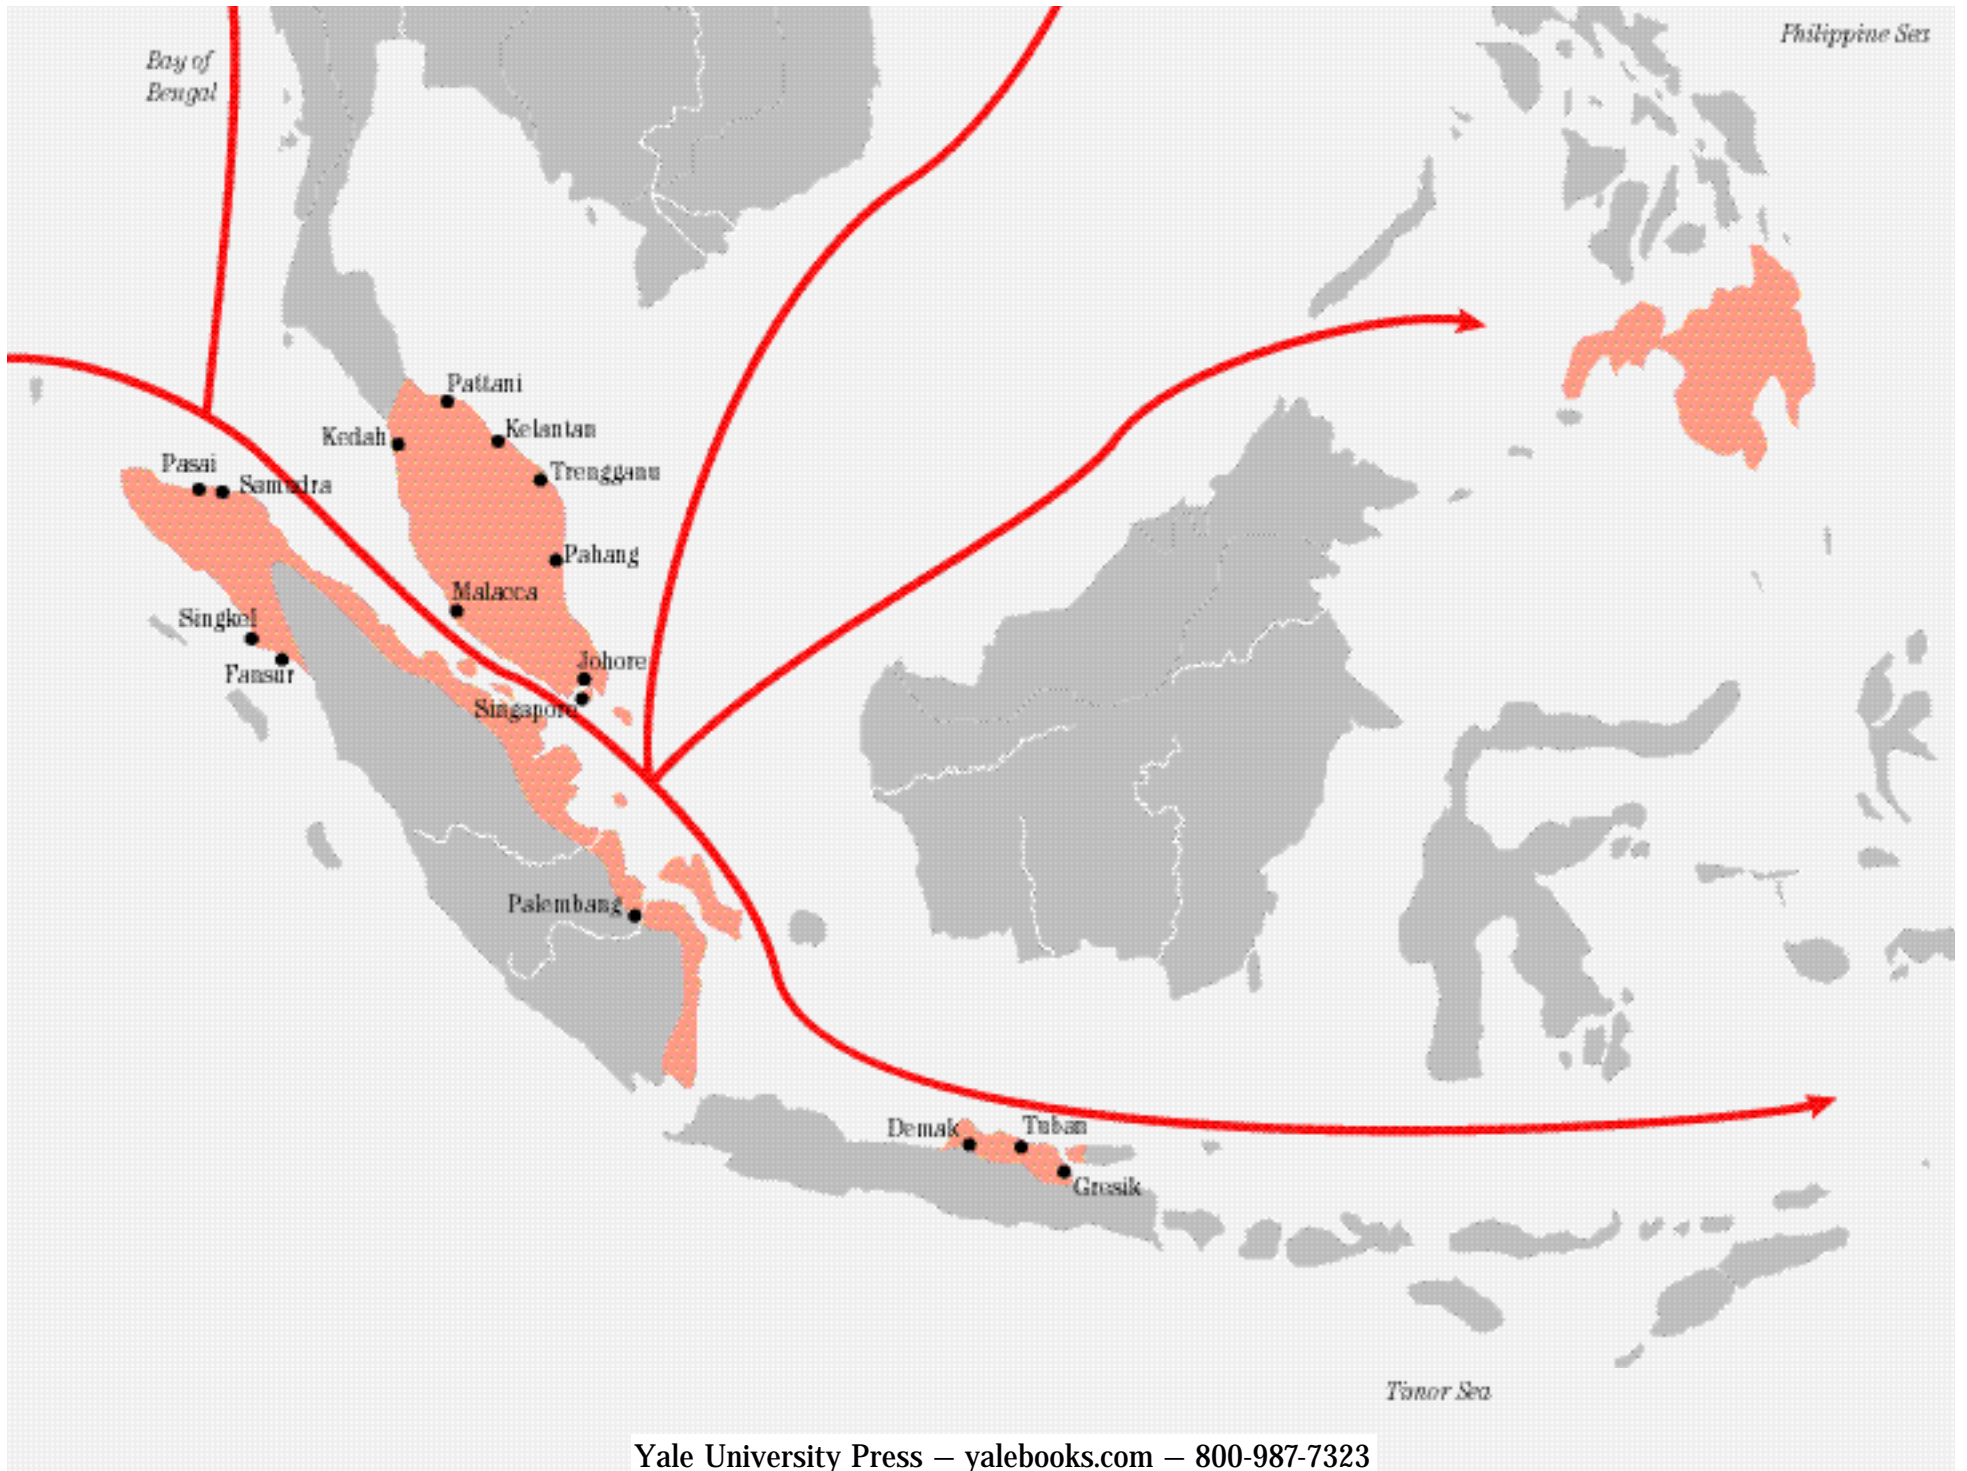 Philippine Sea
Bay of
Bengal
Pattani
Kedah
Kelantan
Pasai
Samudra
Trengganu
Pahang
Malacca
Singkel
Fansur
Johore
Singapore
Palembang
Demak
Tuban
Gresik
Timor Sea
Yale University Press – yalebooks.com – 800-987-7323